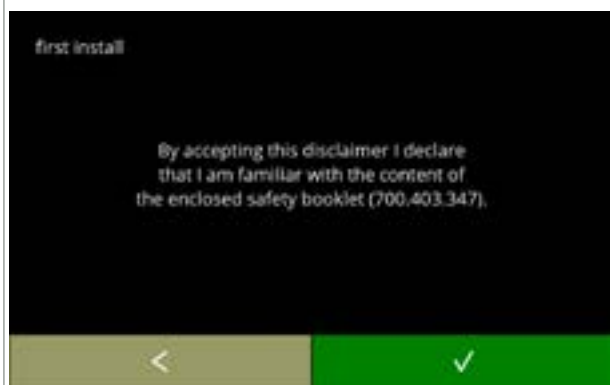 first install
By accepting this disclaimer I declare
that I am familiar with the content of
the enclosed safety booklet (700.403.347).